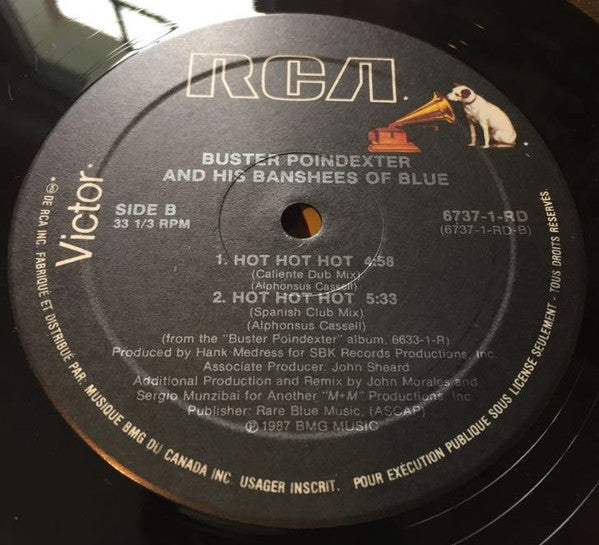 RCA
BUSTER POINDEXTER
AND HIS BANSHEES OF BLUE
Victor
SIDE B
33 1/3 RPM
6737-1-RD
(6737-1-RD-B)
1. HOT HOT HOT 4:58
(Caliente Dub Mix)
(Alphonsus Cassell)
2. HOT HOT HOT 5:33
(Spanish Club Mix)
(Alphonsus Cassell)
(from the "Buster Poindexter" album, 6633-1-R)
Produced by Hank Medress for SBK Records Productions, Inc.
Associate Producer: John Sheard
Additional Production and Remix by John Morales and
Sergio Munzibai for Another "M+M" Productions, Inc.
Publisher: Rare Blue Music. (ASCAP)
℗1987 BMG MUSIC
DE RCA INC. FABRIQUÉ ET DISTRIBUÉ PAR. MUSIQUE BMG DU CANADA INC USAGER INSCRIT. POUR EXÉCUTION PUBLIQUE SOUS LICENSE SEULEMENT - TOUS DROITS RÉSERVÉS